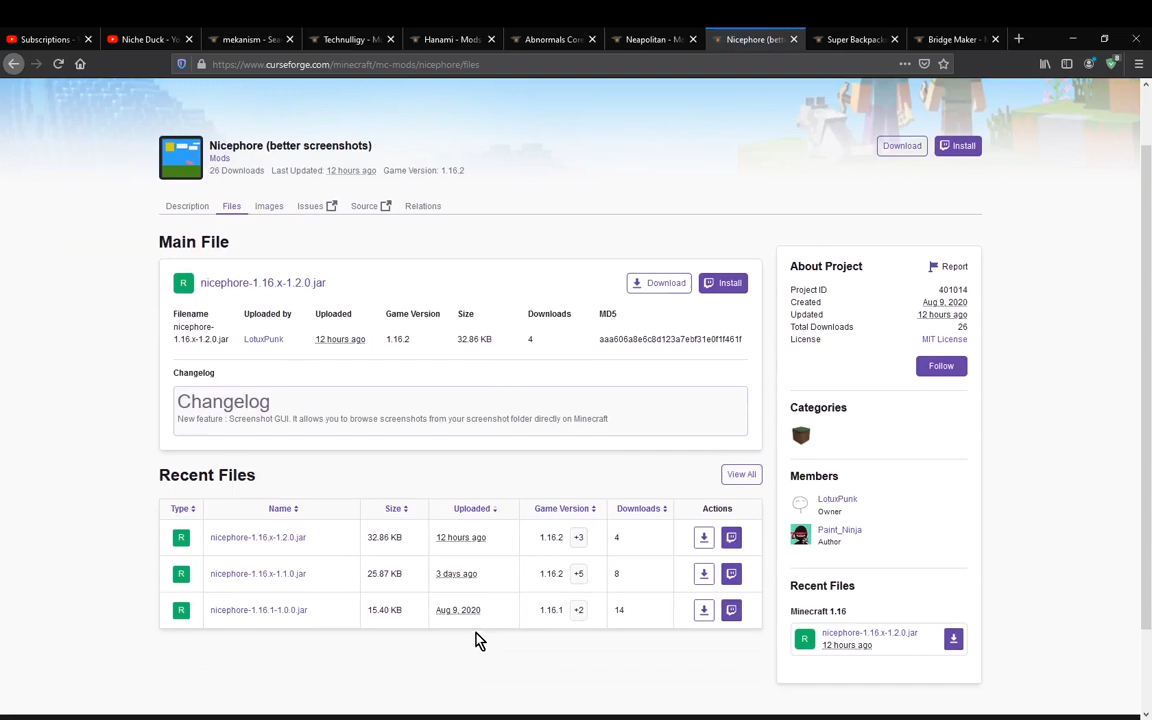 Subscriptions -
Niche Duck - Yo
mekanism - Sea
Technulligy - M
Hanami - Mods
Abnormals Core
Neapolitan - Mo
Nicephore (bette
Super Backpack
Bridge Maker -
https://www.curseforge.com/minecraft/mc-mods/nicephore/files
Nicephore (better screenshots)
Mods
26 Downloads Last Updated: 12 hours ago Game Version: 1.16.2
Download
Install
Description Files Images Issues Source Relations
Main File
R nicephore-1.16.x-1.2.0.jar
Download
Install
Filename Uploaded by Uploaded Game Version Size Downloads MD5
nicephore-
1.16.x-1.2.0.jar LotuxPunk 12 hours ago 1.16.2 32.86 KB 4 aaa606a8e6c8d123a7ebf31e0f1f461f
Changelog
Changelog
New feature : Screenshot GUI. It allows you to browse screenshots from your screenshot folder directly on Minecraft
Recent Files
View All
Type Name Size Uploaded Game Version Downloads Actions
R nicephore-1.16.x-1.2.0.jar 32.86 KB 12 hours ago 1.16.2 +3 4
R nicephore-1.16.x-1.1.0.jar 25.87 KB 3 days ago 1.16.2 +5 8
R nicephore-1.16.1-1.0.0.jar 15.40 KB Aug 9, 2020 1.16.1 +2 14
About Project
Report
Project ID 401014
Created Aug 9, 2020
Updated 12 hours ago
Total Downloads 26
License MIT License
Follow
Categories
Members
LotuxPunk
Owner
Paint_Ninja
Author
Recent Files
Minecraft 1.16
R nicephore-1.16.x-1.2.0.jar
12 hours ago